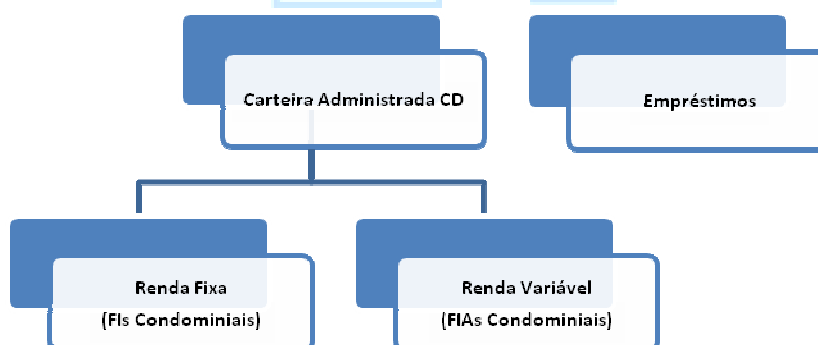 Carteira Administrada CD
Empréstimos
Renda Fixa
(FIs Condominiais)
Renda Variável
(FIAs Condominiais)